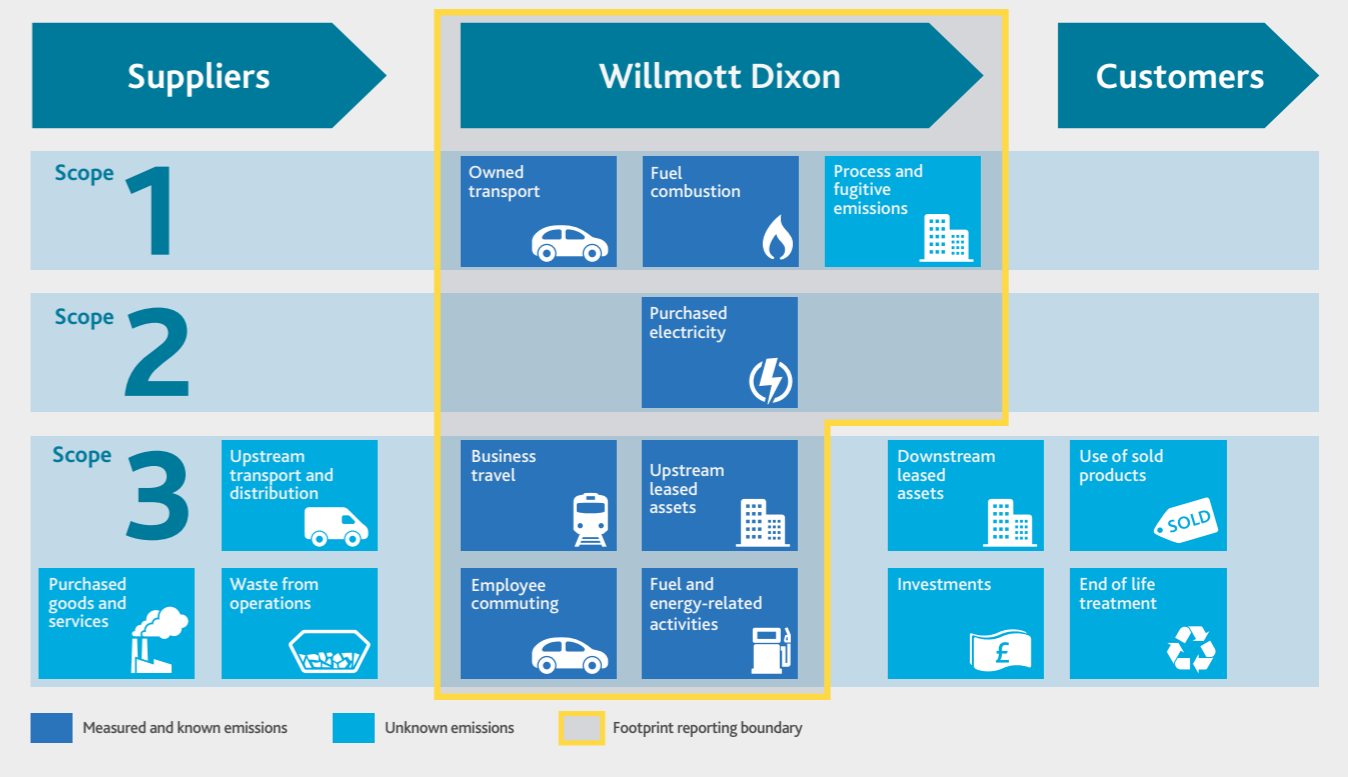 Suppliers
Willmott Dixon
Customers
Scope 1
Owned
transport
Fuel
combustion
Process and
fugitive
emissions
Scope 2
Purchased
electricity
Scope 3
Upstream
transport and
distribution
Business
travel
Upstream
leased
assets
Downstream
leased
assets
Use of sold
products
SOLD
Purchased
goods and
services
Waste from
operations
Employee
commuting
Fuel and
energy-related
activities
Investments
£
End of life
treatment
Measured and known emissions
Unknown emissions
Footprint reporting boundary